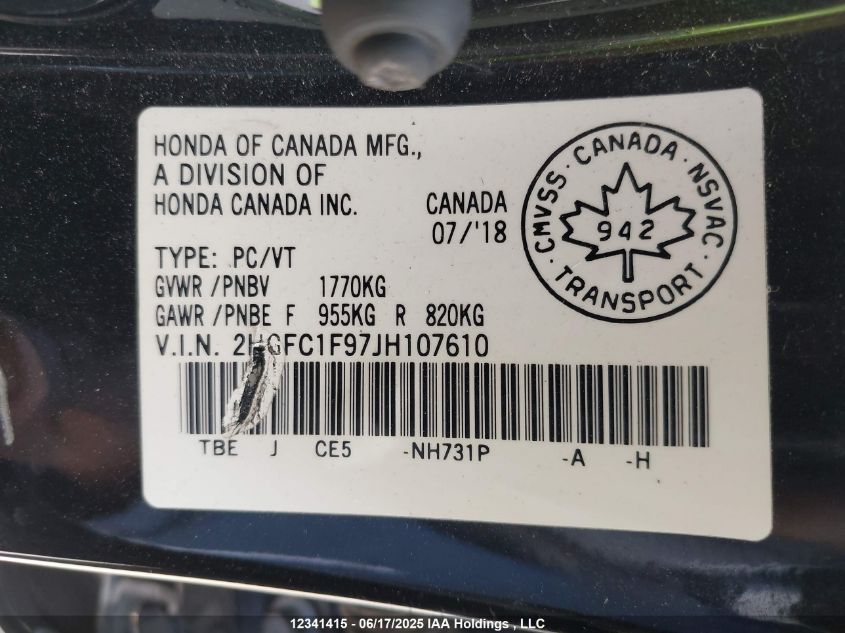 HONDA OF CANADA MFG.,
A DIVISION OF
HONDA CANADA INC.
CANADA
07/'18
CMVSS · CANADA · NSVAC · TRANSPORT ·
942
TYPE: PC/VT
GVWR /PNBV 1770KG
GAWR /PNBE F 955KG R 820KG
V.I.N. 2HGFC1F97JH107610
TBE J CE5 -NH731P -A -H
12341415 - 06/17/2025 IAA Holdings , LLC